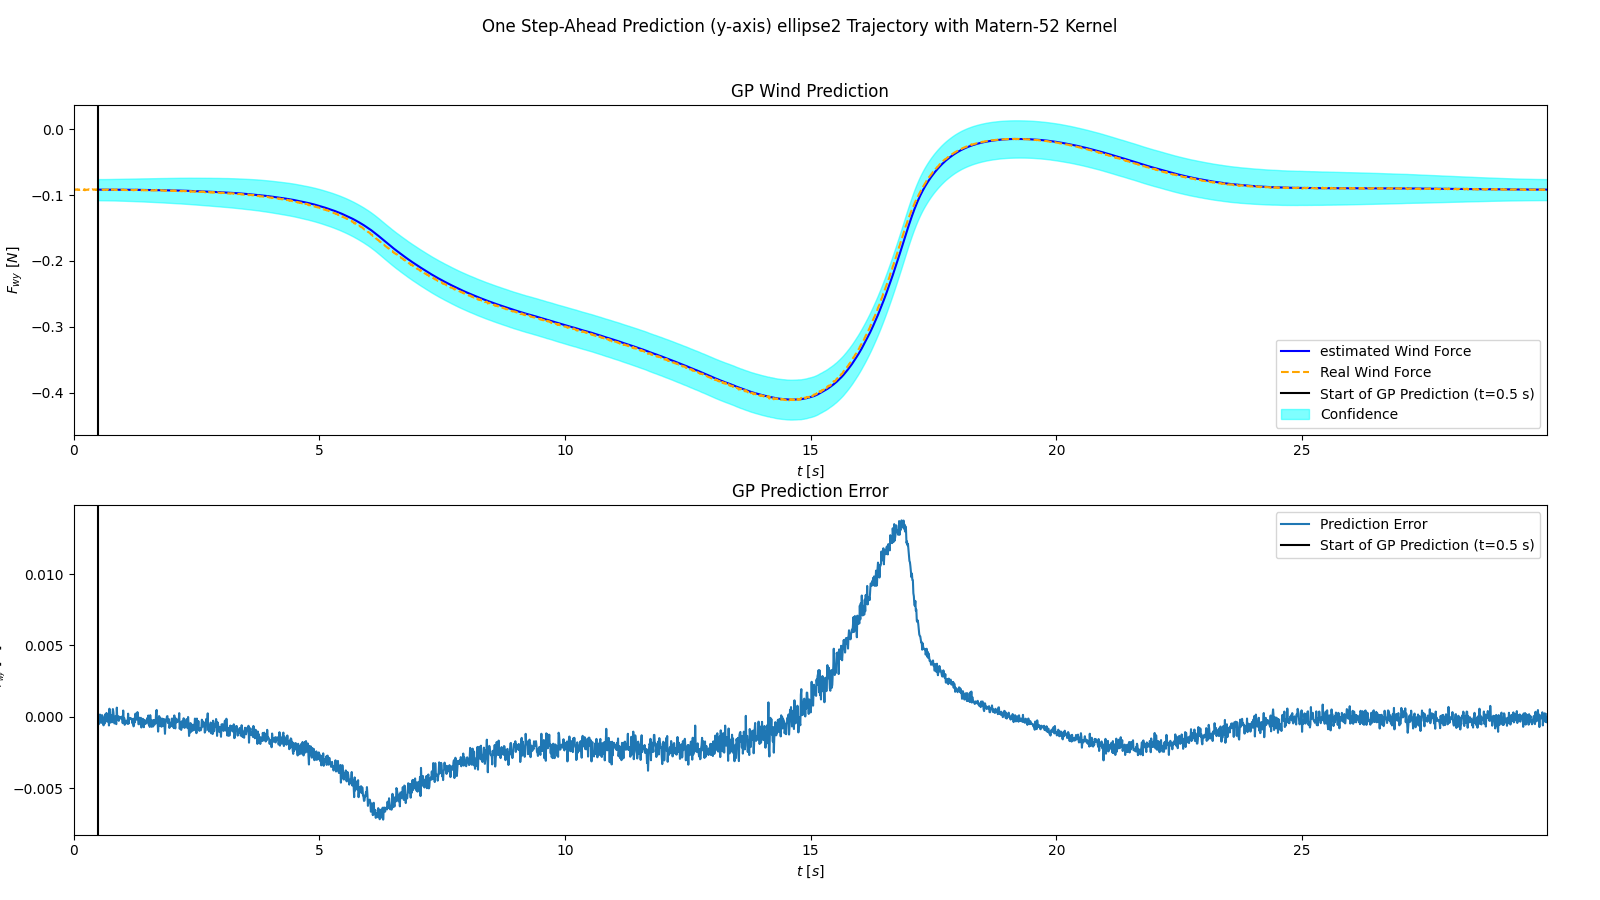 One Step-Ahead Prediction (y-axis) ellipse2 Trajectory with Matern-52 Kernel
GP Wind Prediction
0.0
−0.1
−0.2
−0.3
−0.4
F_wy [N]
estimated Wind Force
Real Wind Force
Start of GP Prediction (t=0.5 s)
Confidence
0 5 10 15 20 25
t [s]
GP Prediction Error
0.010
0.005
0.000
−0.005
Prediction Error
Start of GP Prediction (t=0.5 s)
0 5 10 15 20 25
t [s]